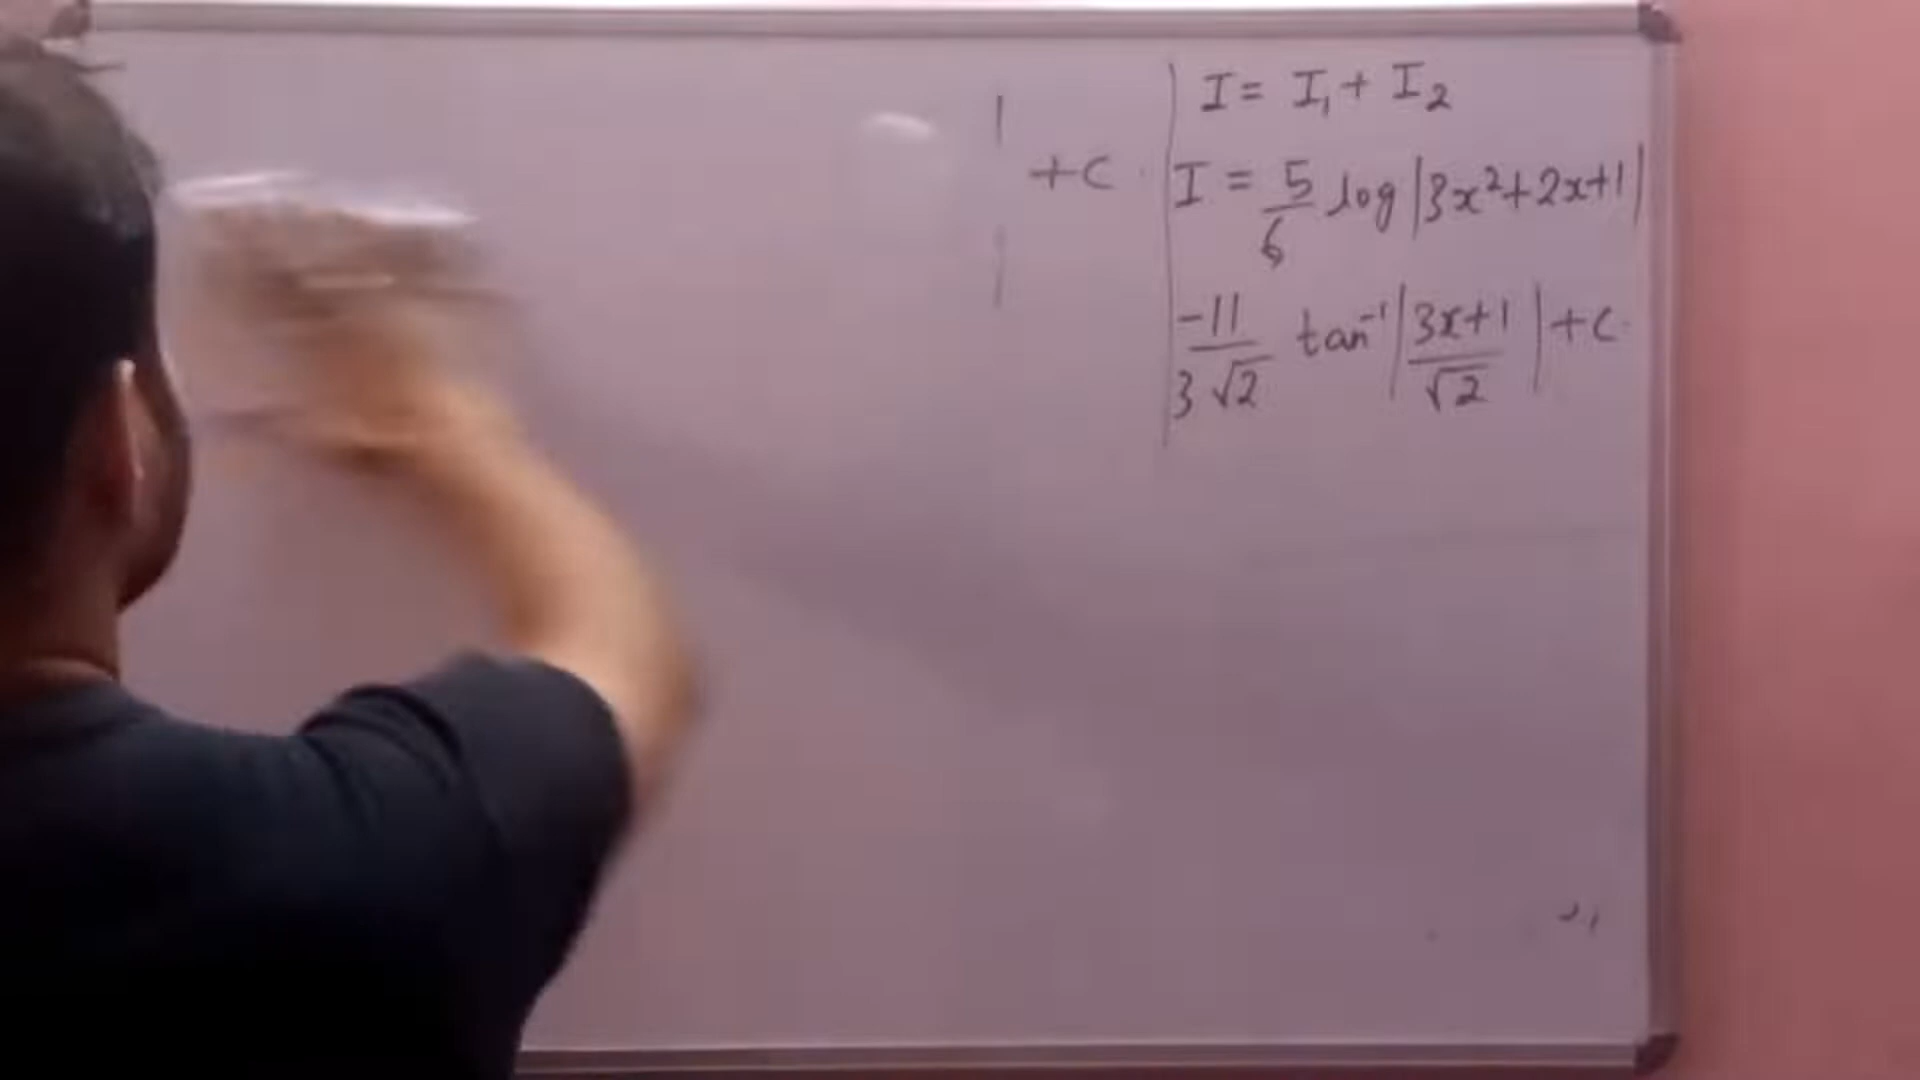 I = I₁ + I₂
+C
I = 5/6 log |3x²+2x+1|
-11/3√2 tan⁻¹ |3x+1/√2| +C